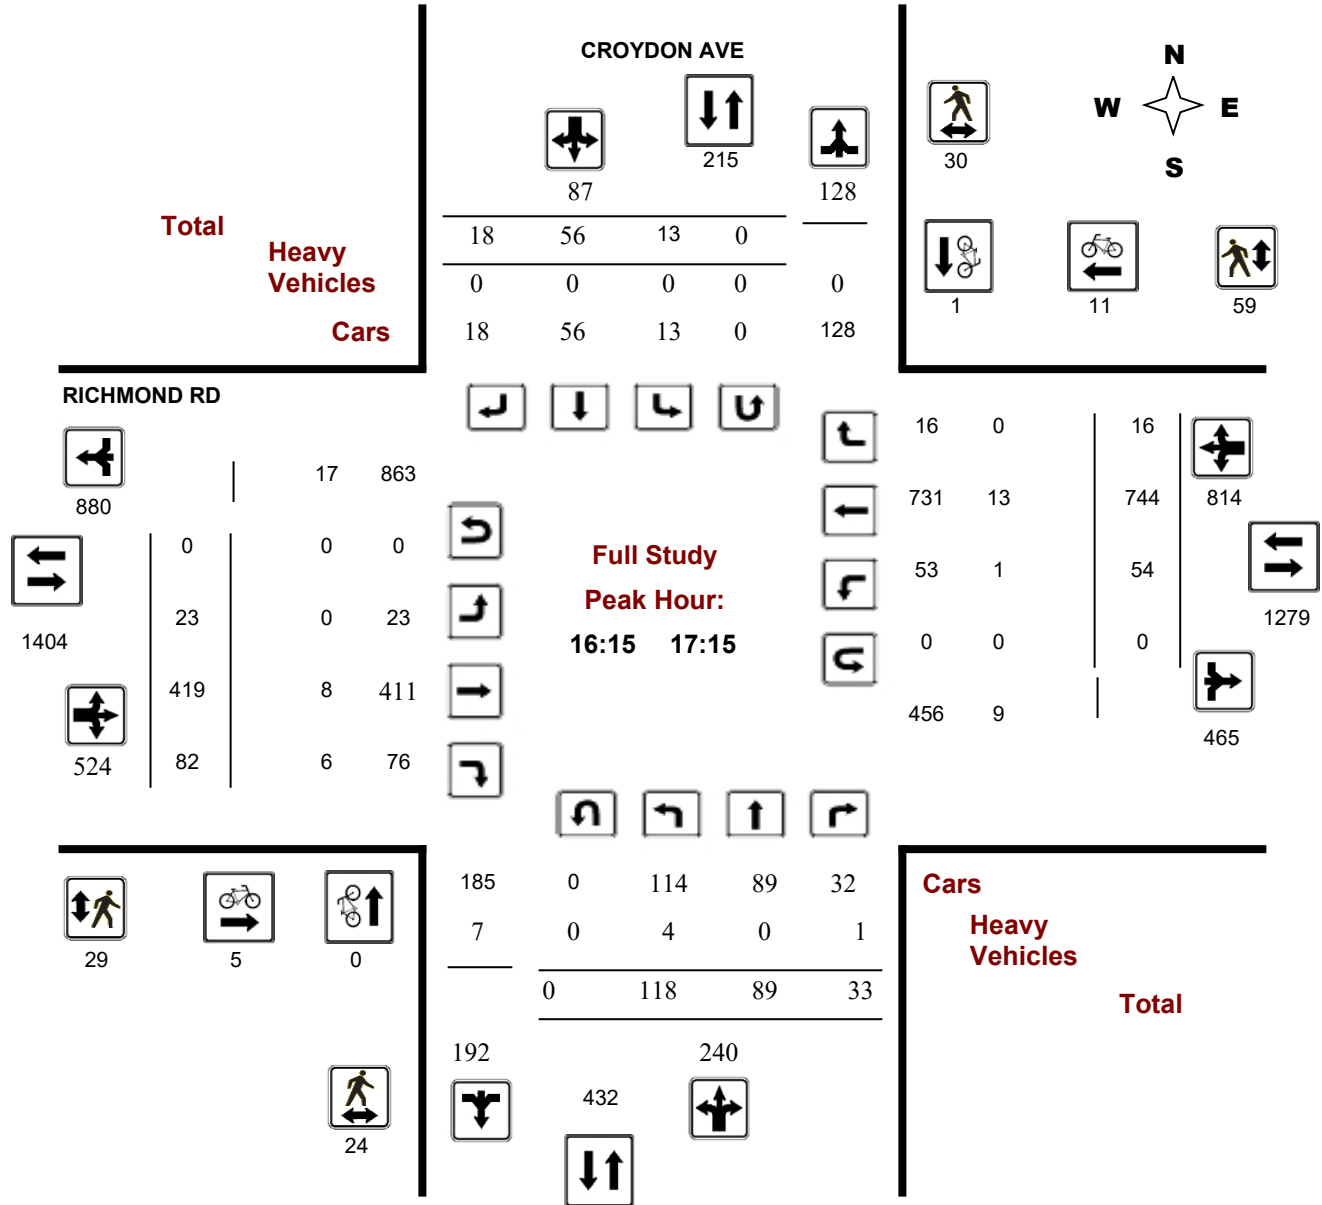 CROYDON AVE
N
W E
S
87 215 128 30
Total
18 56 13 0
Heavy
Vehicles
0 0 0 0 0
1 11 59
Cars
18 56 13 0 128
RICHMOND RD
16 0 16
17 863
880
731 13 744 814
0 0 0
Full Study
53 1 54
Peak Hour:
23 0 23
1279
1404
16:15 17:15
0 0 0
419 8 411
456 9
465
524 82 6 76
185 0 114 89 32
Cars
7 0 4 0 1
Heavy
Vehicles
29 5 0
0 118 89 33
Total
192 240
432
24